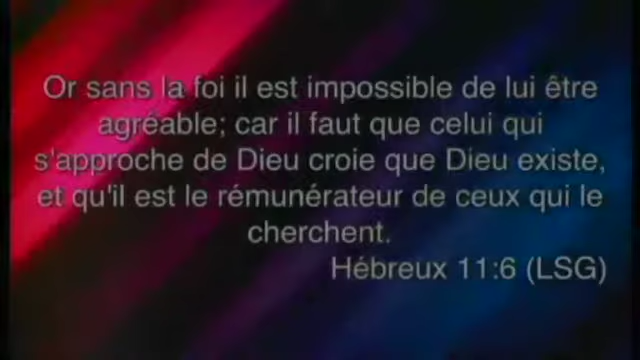 Or sans la foi il est impossible de lui être
agréable; car il faut que celui qui
s'approche de Dieu croie que Dieu existe,
et qu'il est le rémunérateur de ceux qui le
cherchent.
Hébreux 11:6 (LSG)